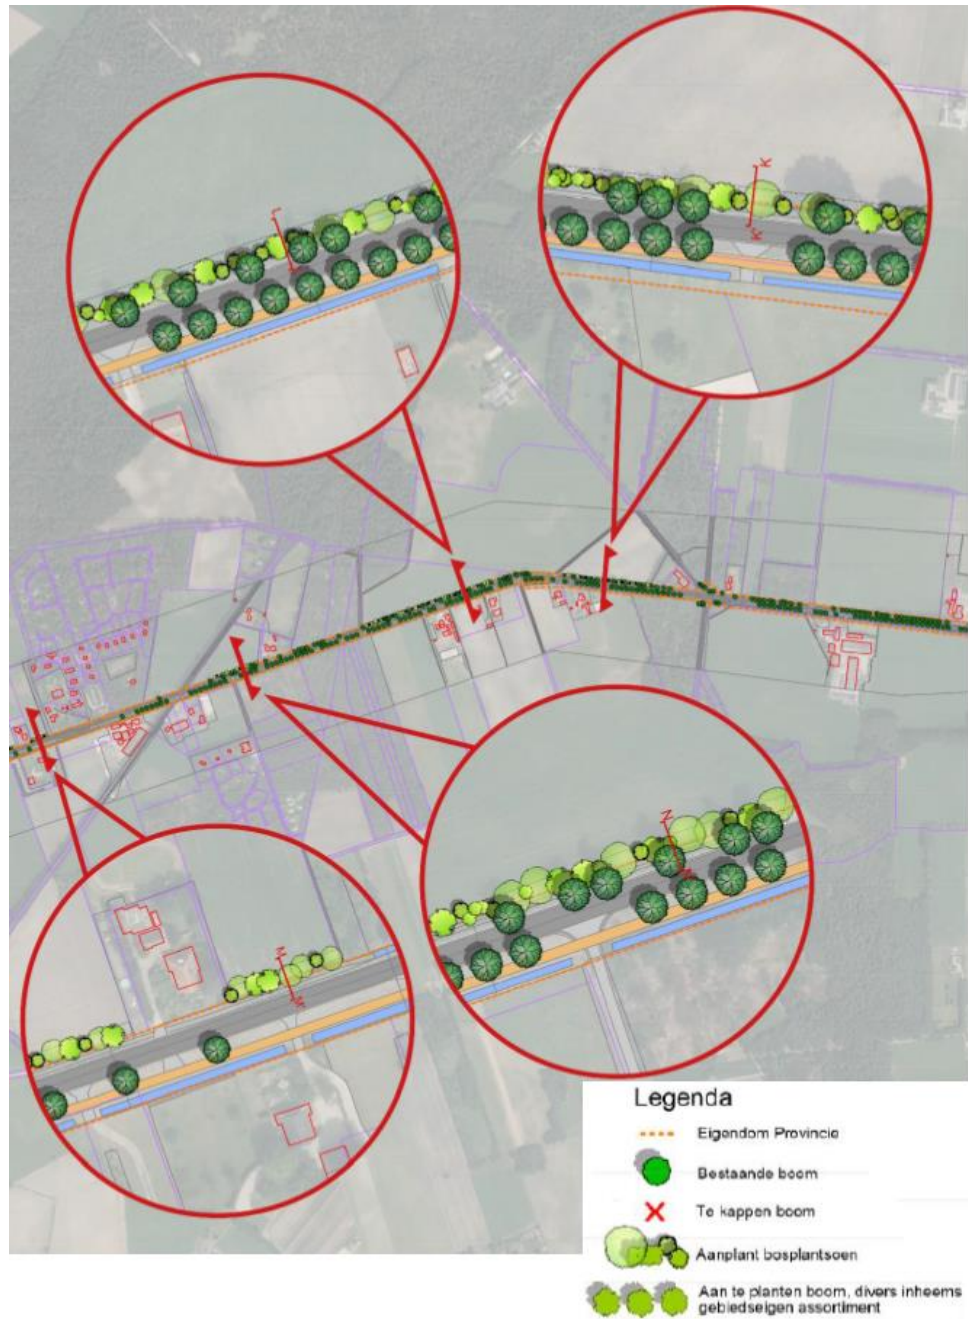 L
K
K
N
N
M
Legenda
Eigendom Provincie
Bestaande boom
Te kappen boom
Aanplant bosplantsoen
Aan te planten boom, divers inheems
gebiedseigen assortiment